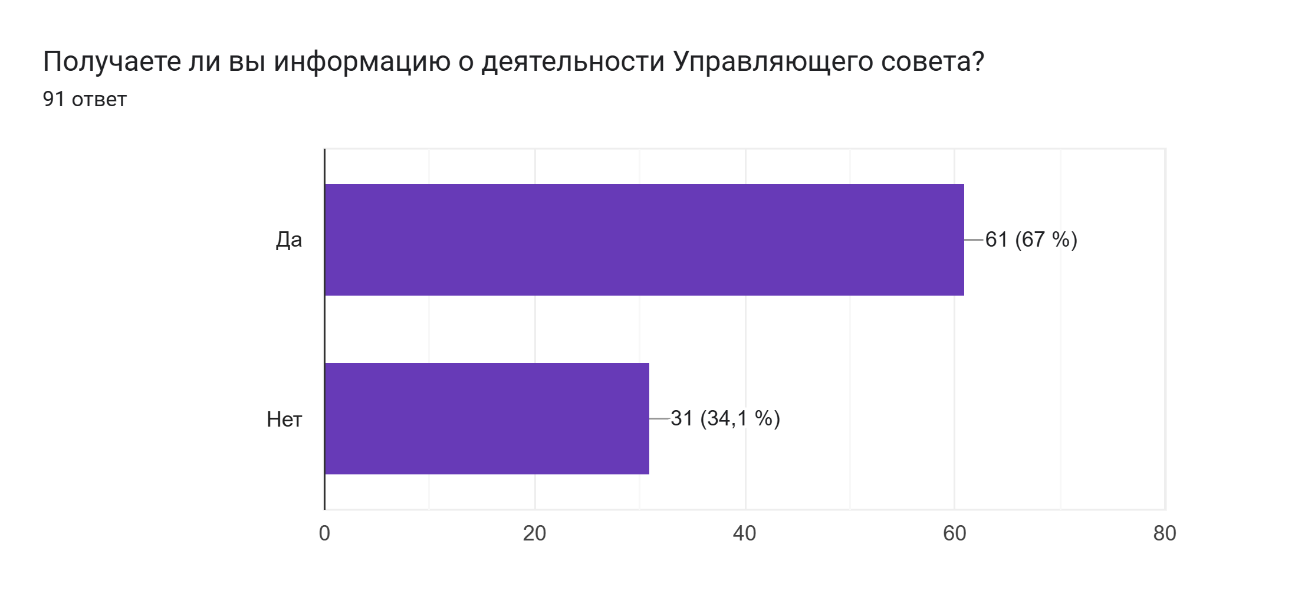 Получаете ли вы информацию о деятельности Управляющего совета?
91 ответ
Да
61 (67 %)
Нет
31 (34,1 %)
0
20
40
60
80